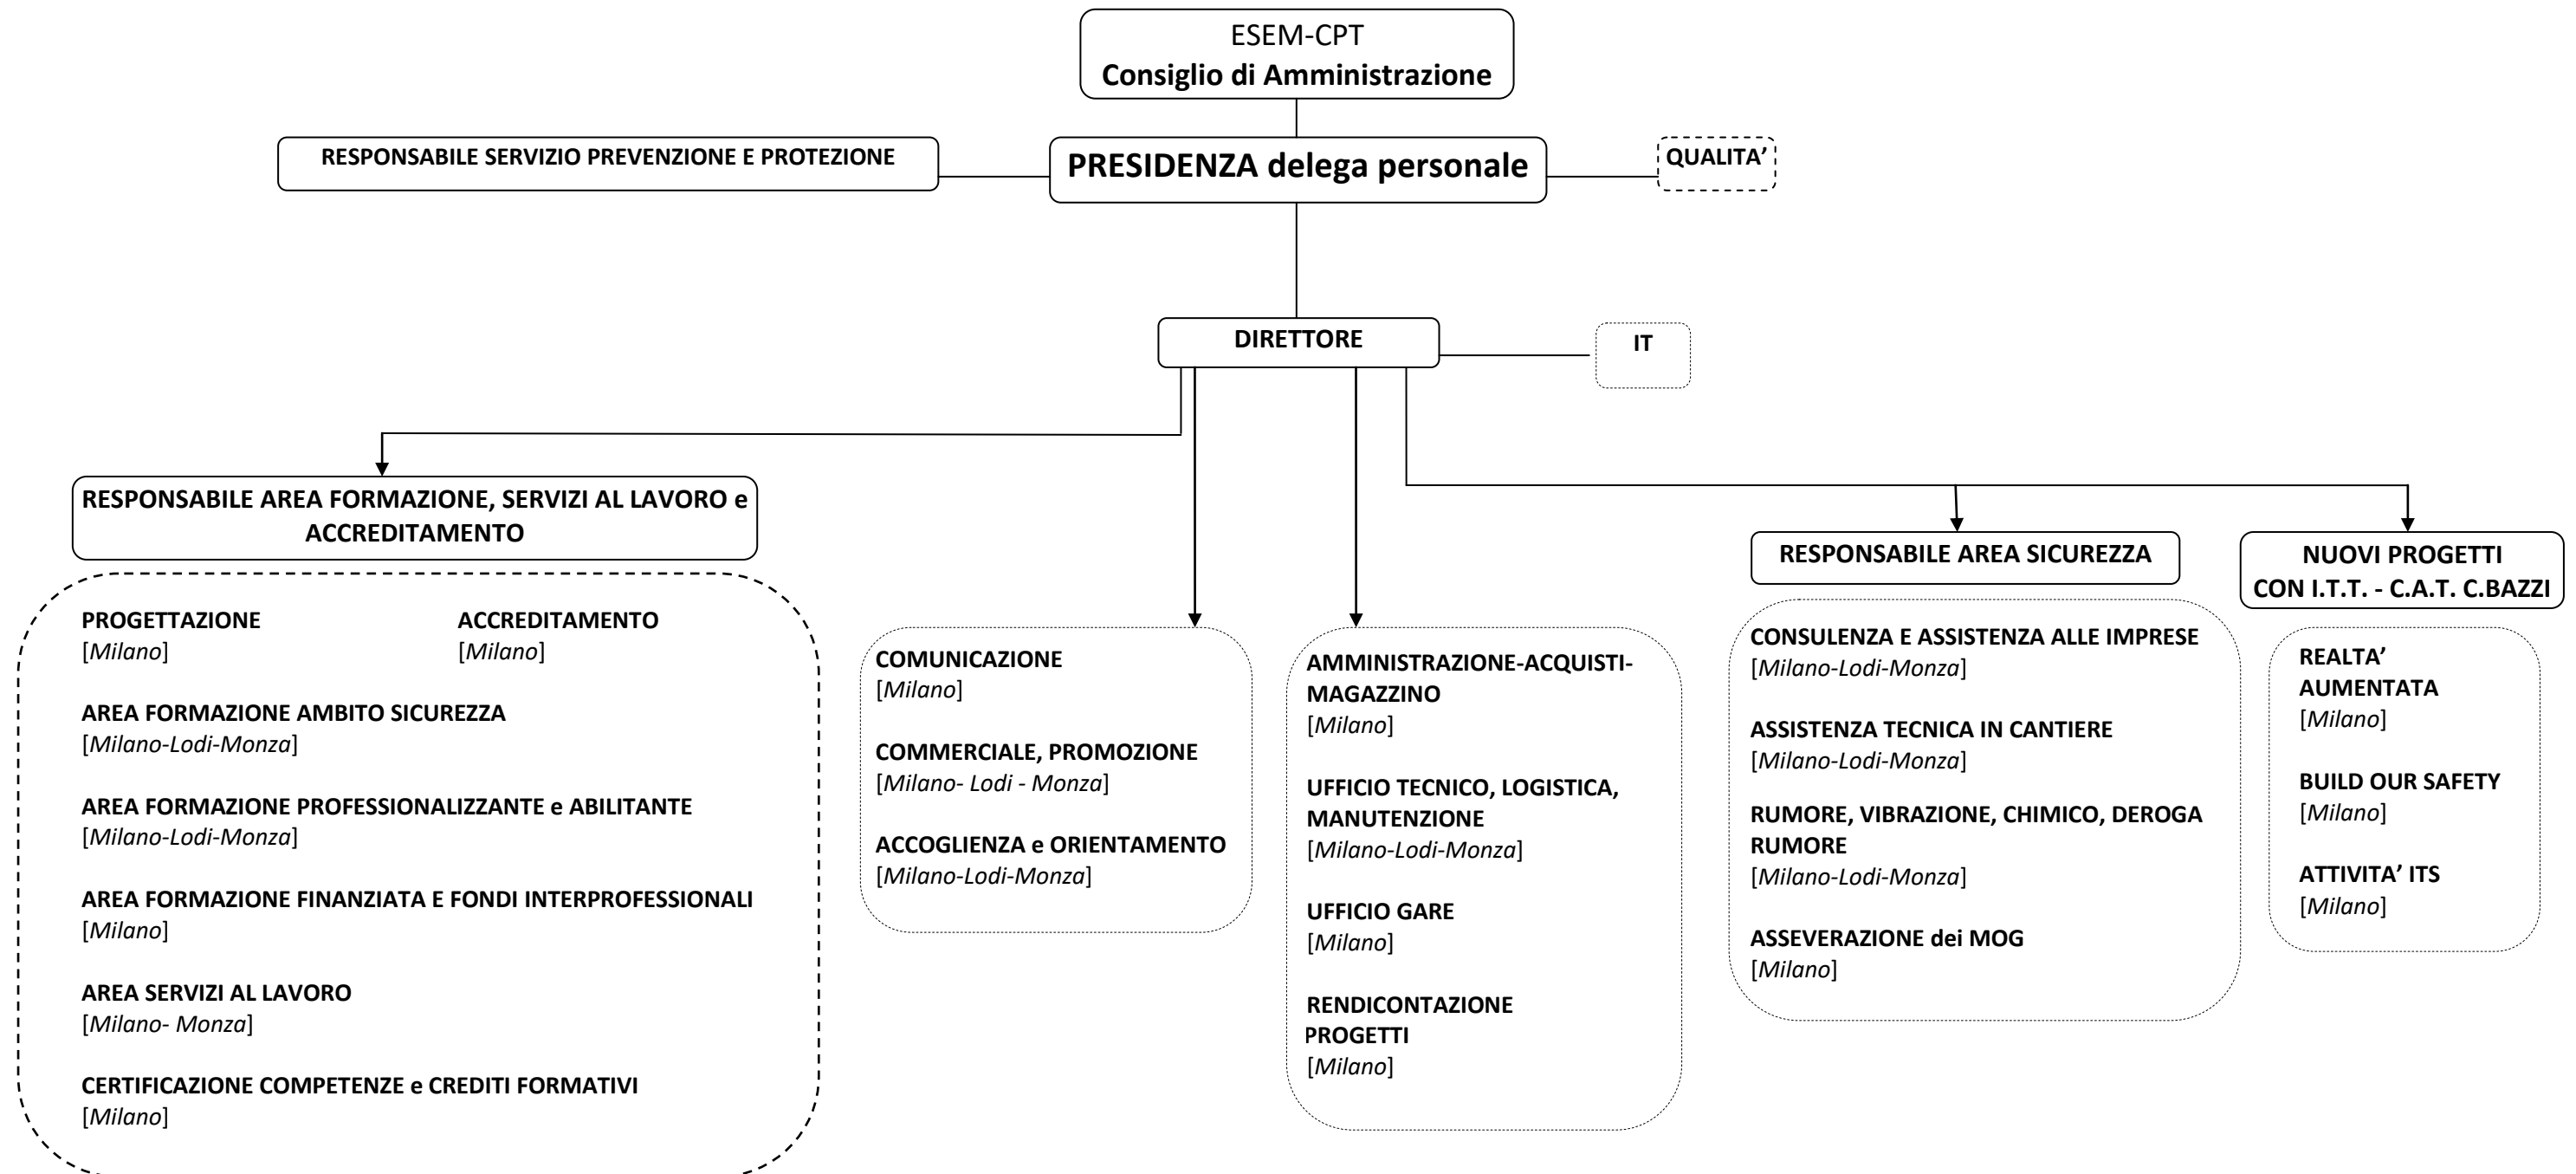 ESEM-CPT
Consiglio di Amministrazione
RESPONSABILE SERVIZIO PREVENZIONE E PROTEZIONE
PRESIDENZA delega personale
QUALITA’
DIRETTORE
IT
RESPONSABILE AREA FORMAZIONE, SERVIZI AL LAVORO e
ACCREDITAMENTO
PROGETTAZIONE
[Milano]
ACCREDITAMENTO
[Milano]
AREA FORMAZIONE AMBITO SICUREZZA
[Milano-Lodi-Monza]
AREA FORMAZIONE PROFESSIONALIZZANTE e ABILITANTE
[Milano-Lodi-Monza]
AREA FORMAZIONE FINANZIATA E FONDI INTERPROFESSIONALI
[Milano]
AREA SERVIZI AL LAVORO
[Milano- Monza]
CERTIFICAZIONE COMPETENZE e CREDITI FORMATIVI
[Milano]
COMUNICAZIONE
[Milano]
COMMERCIALE, PROMOZIONE
[Milano- Lodi - Monza]
ACCOGLIENZA e ORIENTAMENTO
[Milano-Lodi-Monza]
AMMINISTRAZIONE-ACQUISTI-
MAGAZZINO
[Milano]
UFFICIO TECNICO, LOGISTICA,
MANUTENZIONE
[Milano-Lodi-Monza]
UFFICIO GARE
[Milano]
RENDICONTAZIONE
PROGETTI
[Milano]
RESPONSABILE AREA SICUREZZA
CONSULENZA E ASSISTENZA ALLE IMPRESE
[Milano-Lodi-Monza]
ASSISTENZA TECNICA IN CANTIERE
[Milano-Lodi-Monza]
RUMORE, VIBRAZIONE, CHIMICO, DEROGA
RUMORE
[Milano-Lodi-Monza]
ASSEVERAZIONE dei MOG
[Milano]
NUOVI PROGETTI
CON I.T.T. - C.A.T. C.BAZZI
REALTA’
AUMENTATA
[Milano]
BUILD OUR SAFETY
[Milano]
ATTIVITA’ ITS
[Milano]